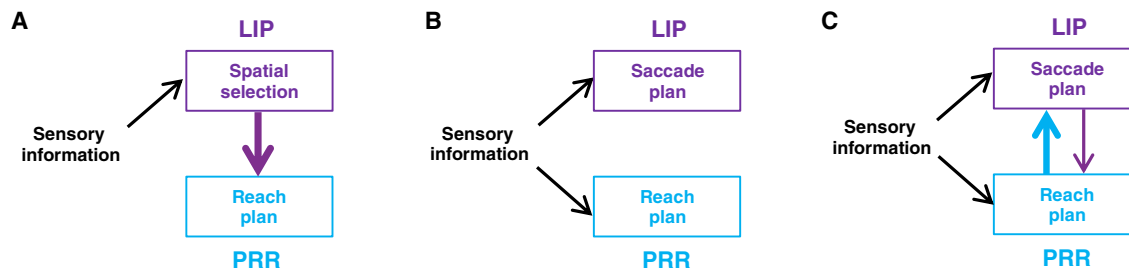 A
LIP
Spatial
selection
Sensory
information
Reach
plan
PRR
B
LIP
Saccade
plan
Sensory
information
Reach
plan
PRR
C
LIP
Saccade
plan
Sensory
information
Reach
plan
PRR